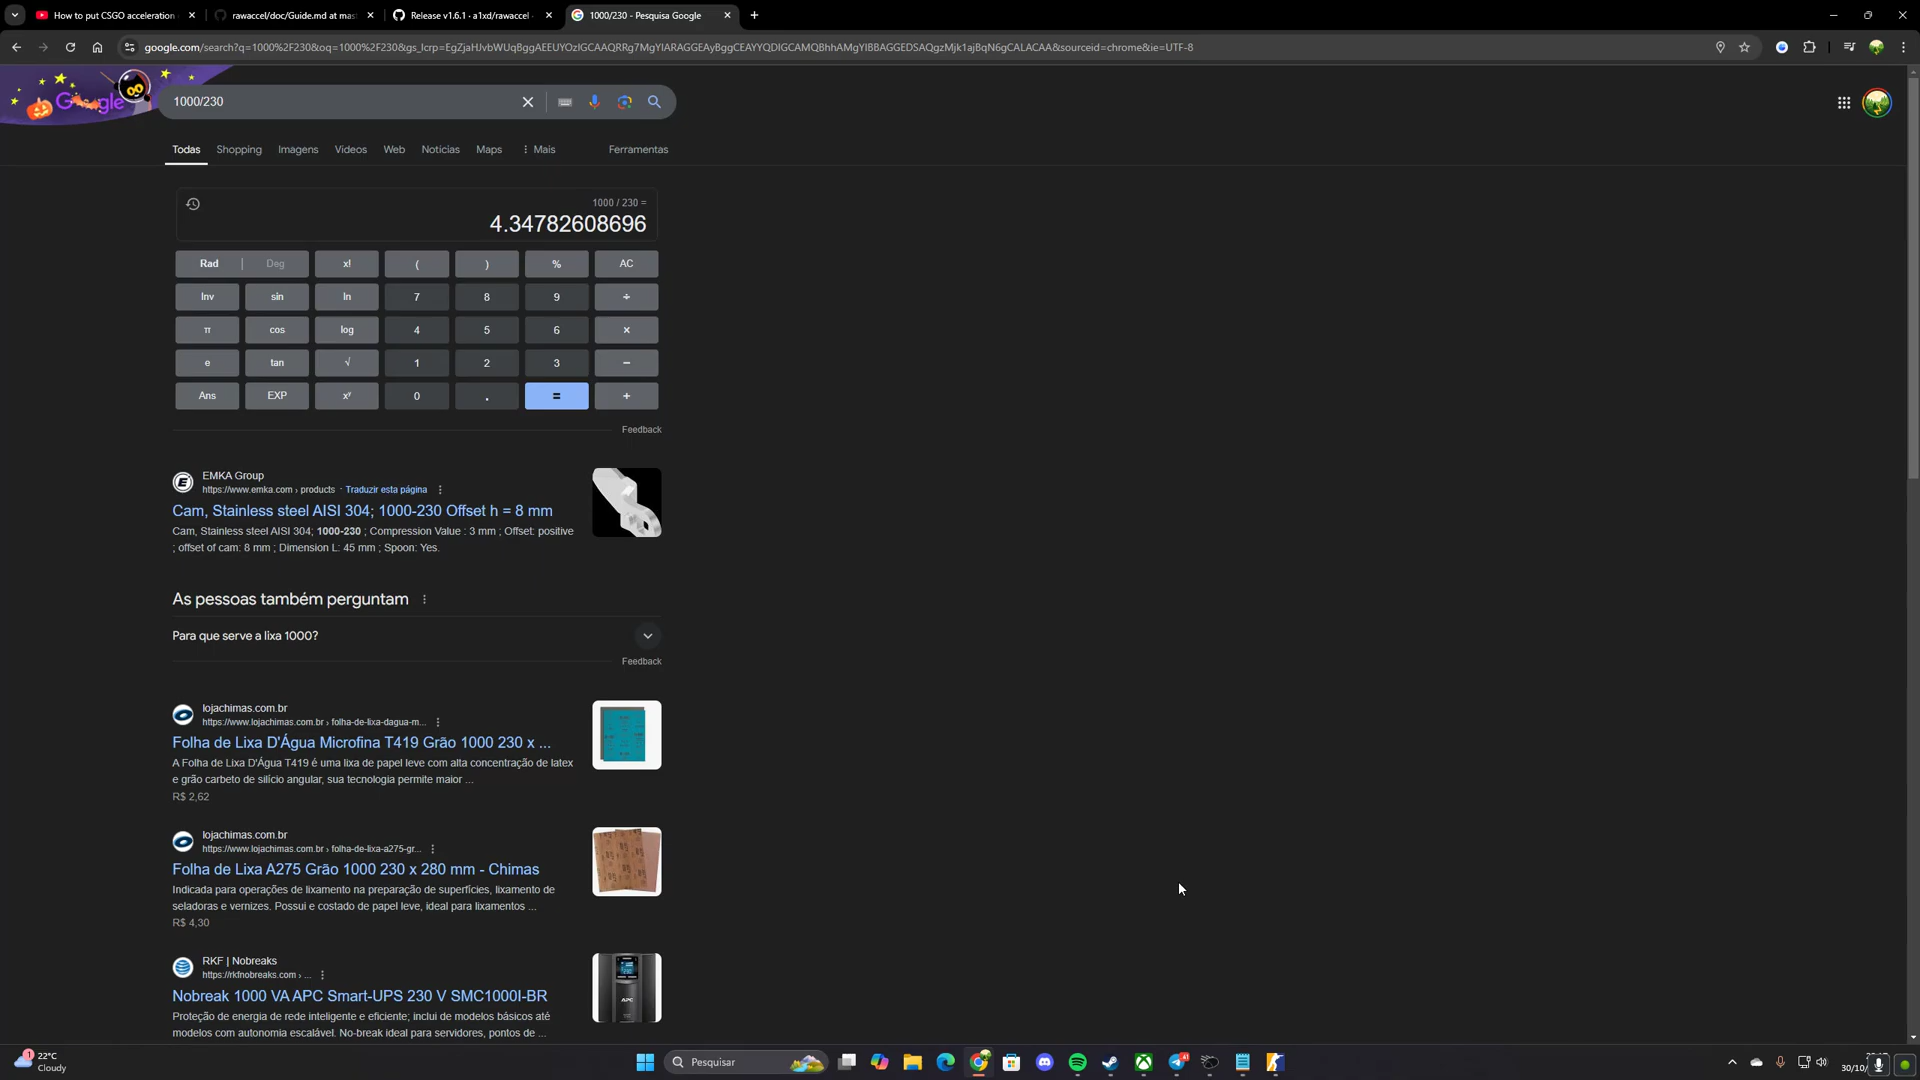 How to put CSGO acceleration
rawaccel/doc/Guide.md at mas
Release v1.6.1 - a1xd/rawaccel ·
1000/230 - Pesquisa Google
google.com/search?q=1000%2F230&oq=1000%2F230&gs_lcrp=EgZjaHJvbWUqBggAEEUYOzIGCAAQRRg7MgYIARAGGEAyBggCEAYYQDIGCAMQBhhAMgYIBBAGGEDSAQgzMjk1ajBqN6gCALACAA&sourceid=chrome&ie=UTF-8
Google
1000/230
Todas
Shopping
Imagens
Vídeos
Web
Notícias
Maps
Mais
Ferramentas
1000 / 230 =
4.34782608696
Rad | Deg x! ( ) % AC
Inv sin ln 7 8 9 ÷
π cos log 4 5 6 ×
e tan √ 1 2 3 −
Ans EXP xʸ 0 . = +
Feedback
EMKA Group
https://www.emka.com › products · Traduzir esta página
Cam, Stainless steel AISI 304; 1000-230 Offset h = 8 mm
Cam, Stainless steel AISI 304; 1000-230 ; Compression Value : 3 mm ; Offset: positive
; offset of cam: 8 mm ; Dimension L: 45 mm ; Spoon: Yes.
As pessoas também perguntam
Para que serve a lixa 1000?
Feedback
lojachimas.com.br
https://www.lojachimas.com.br › folha-de-lixa-dagua-m...
Folha de Lixa D'Água Microfina T419 Grão 1000 230 x ...
A Folha de Lixa D'Água T419 é uma lixa de papel leve com alta concentração de latex
e grão carbeto de silício angular, sua tecnologia permite maior ...
R$ 2,62
lojachimas.com.br
https://www.lojachimas.com.br › folha-de-lixa-a275-gr...
Folha de Lixa A275 Grão 1000 230 x 280 mm - Chimas
Indicada para operações de lixamento na preparação de superfícies, lixamento de
seladoras e vernizes. Possui e costado de papel leve, ideal para lixamentos ...
R$ 4,30
RKF | Nobreaks
https://rkfnobreaks.com › ...
Nobreak 1000 VA APC Smart-UPS 230 V SMC1000I-BR
Proteção de energia de rede inteligente e eficiente; inclui de modelos básicos até
modelos com autonomia escalável. No-break ideal para servidores, pontos de ...
APC
1
22°C
Cloudy
Pesquisar
41
30/10/